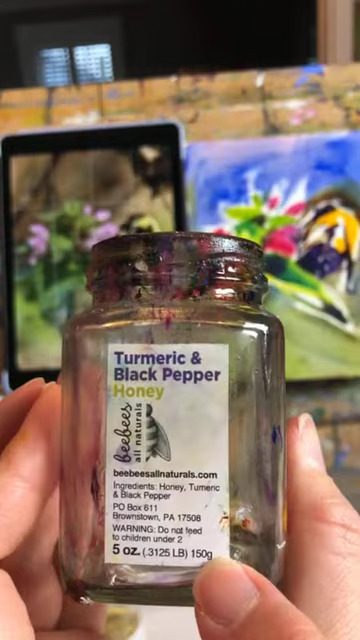 Turmeric &
Black Pepper
Honey
beebees
all naturals
beebeesallnaturals.com
Ingredients: Honey, Turmeric
& Black Pepper
PO Box 611
Brownstown, PA 17508
WARNING: Do not feed
to children under 2
5 oz. (.3125 LB) 150g